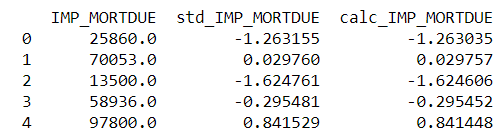 IMP_MORTDUE std_IMP_MORTDUE calc_IMP_MORTDUE
0 25860.0 -1.263155 -1.263035
1 70053.0 0.029760 0.029757
2 13500.0 -1.624761 -1.624606
3 58936.0 -0.295481 -0.295452
4 97800.0 0.841529 0.841448